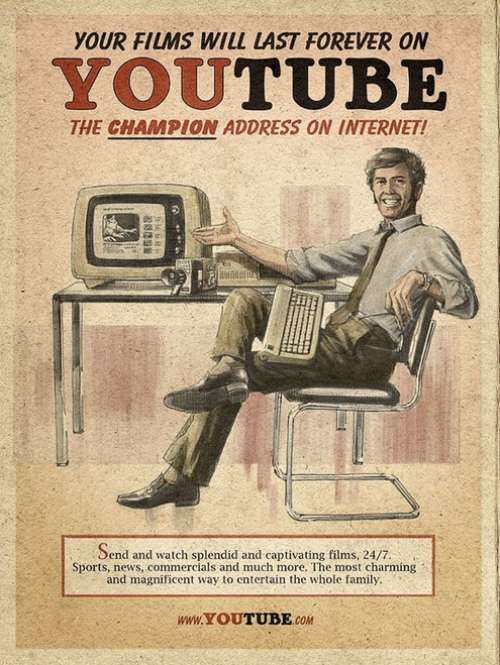 YOUR FILMS WILL LAST FOREVER ON
YOUTUBE
THE CHAMPION ADDRESS ON INTERNET!
Send and watch splendid and captivating films, 24/7.
Sports, news, commercials and much more. The most charming
and magnificent way to entertain the whole family.
www.YOUTUBE.COM